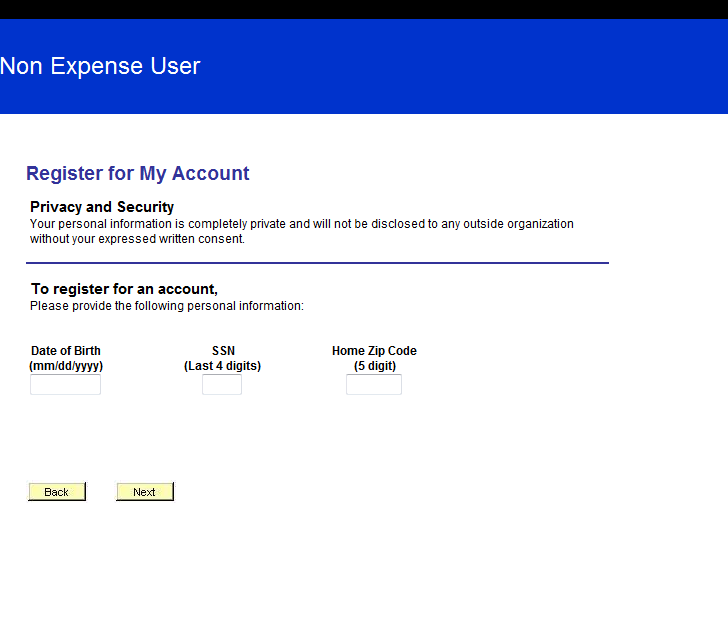 Non Expense User
Register for My Account
Privacy and Security
Your personal information is completely private and will not be disclosed to any outside organization
without your expressed written consent.
To register for an account,
Please provide the following personal information:
Date of Birth SSN Home Zip Code
(mm/dd/yyyy) (Last 4 digits) (5 digit)
Back Next